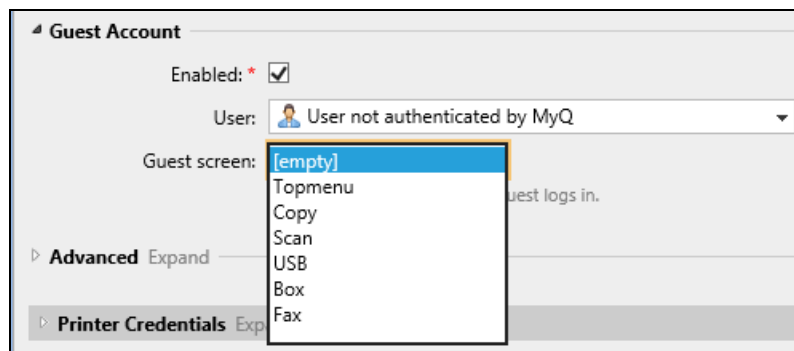 Guest Account
Enabled: *
User: User not authenticated by MyQ
Guest screen: [empty]
Topmenu
uest logs in.
Copy
Scan
Advanced Expand
USB
Box
Fax
Printer Credentials Exp